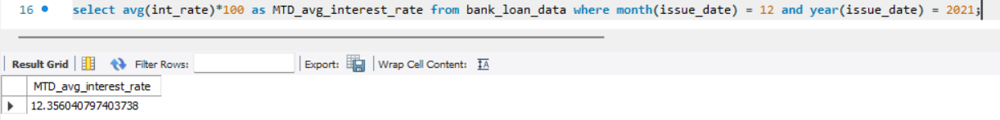 16 select avg(int_rate)*100 as MTD_avg_interest_rate from bank_loan_data where month(issue_date) = 12 and year(issue_date) = 2021;
Result Grid Filter Rows: Export: Wrap Cell Content: IA
MTD_avg_interest_rate
12.356040797403738